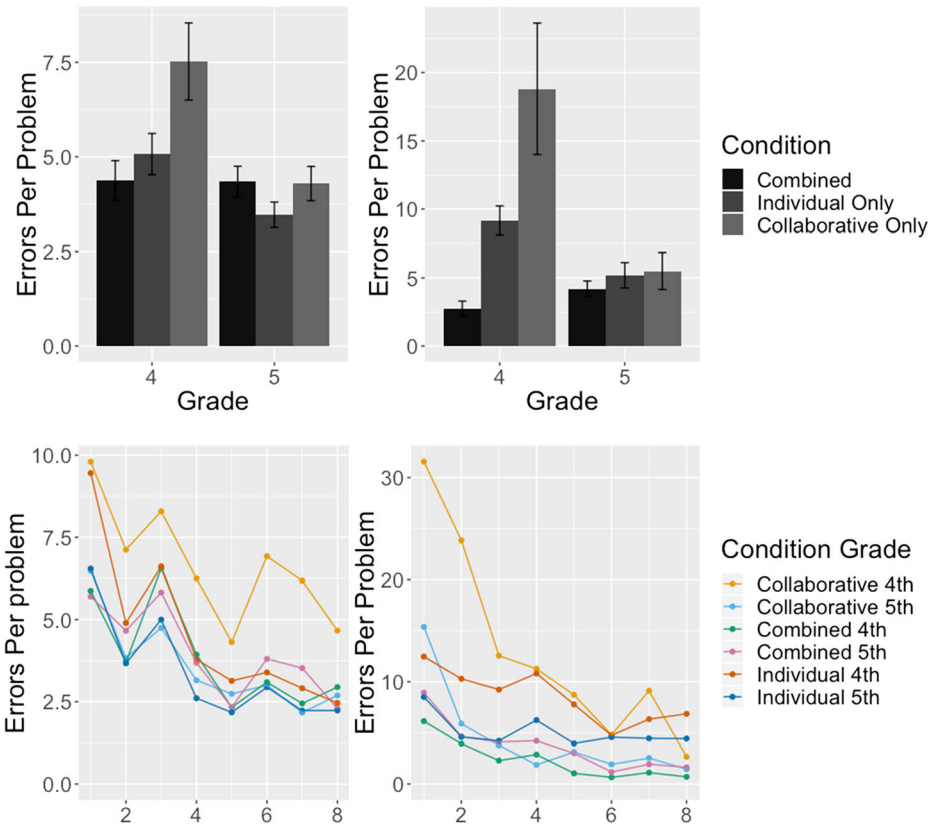 Errors Per Problem
7.5
5.0
2.5
0.0
4
5
Grade
Errors Per Problem
20
15
10
5
0
4
5
Grade
Condition
Combined
Individual Only
Collaborative Only
Errors Per problem
10.0
7.5
5.0
2.5
0.0
2
4
6
8
Errors Per Problem
30
20
10
0
2
4
6
8
Condition Grade
Collaborative 4th
Collaborative 5th
Combined 4th
Combined 5th
Individual 4th
Individual 5th